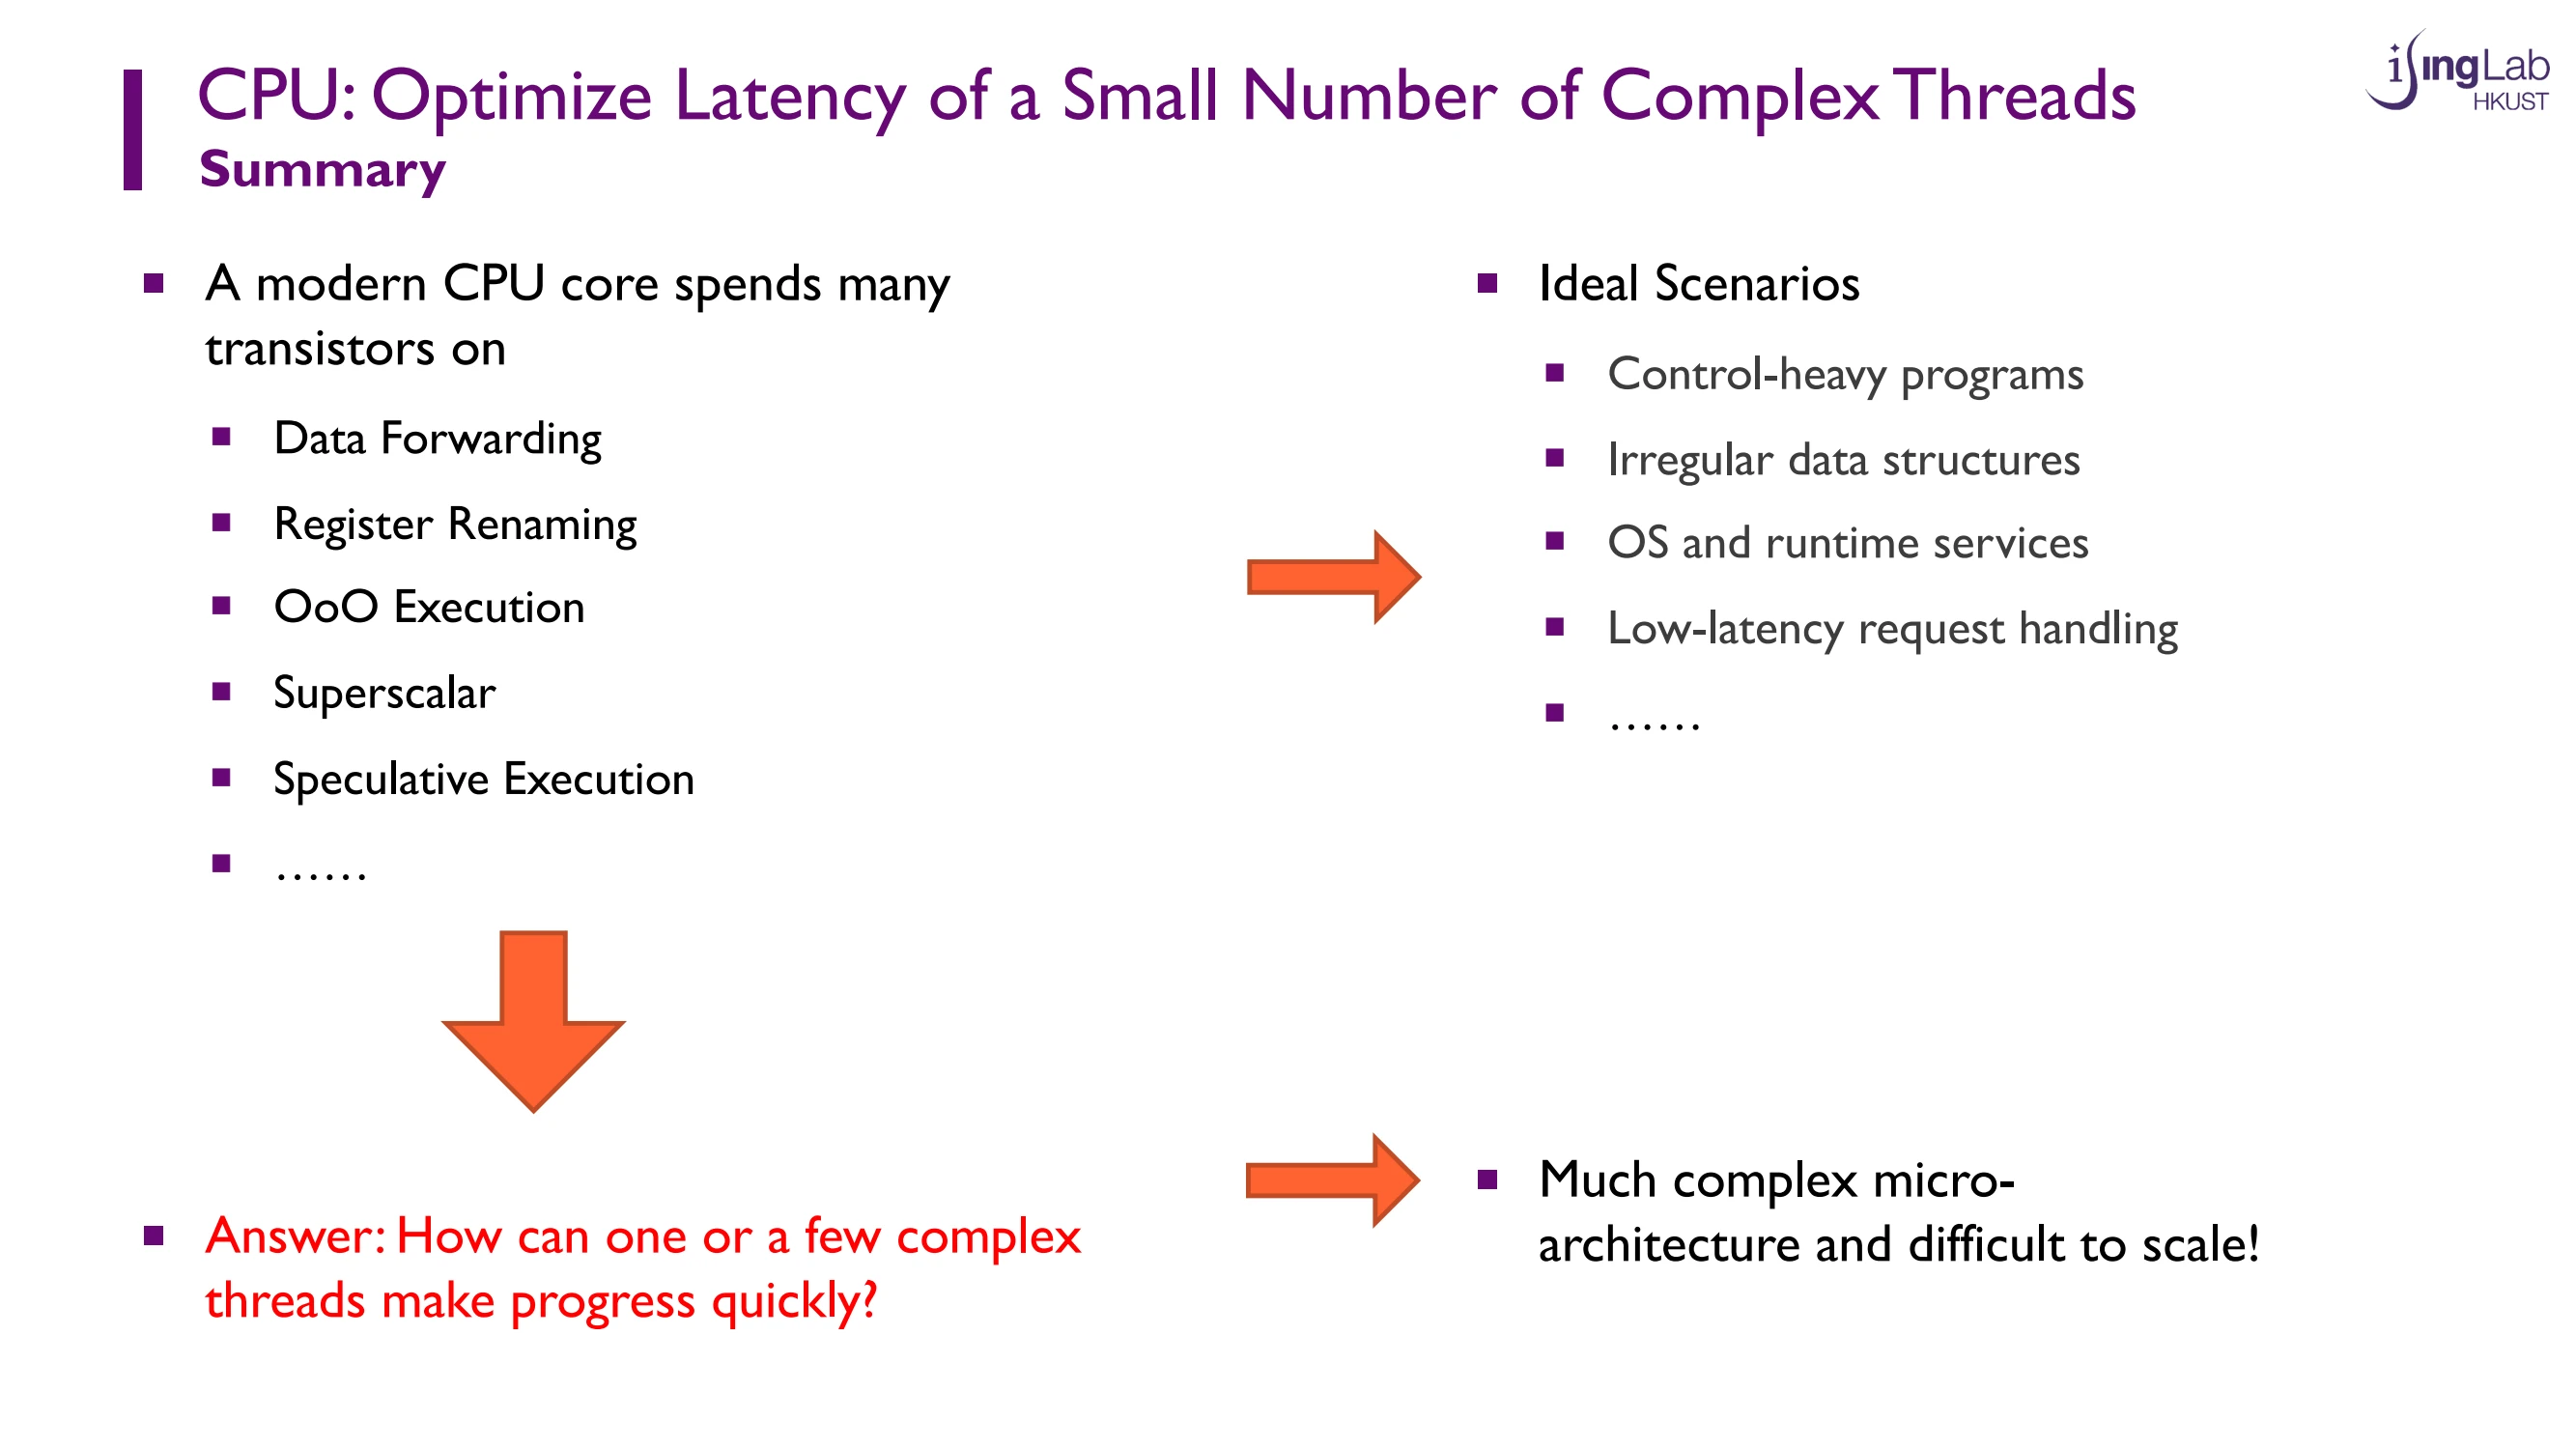 CPU: Optimize Latency of a Small Number of Complex Threads
Summary
iSingLab
HKUST
A modern CPU core spends many
transistors on
Data Forwarding
Register Renaming
OoO Execution
Superscalar
Speculative Execution
……
Answer: How can one or a few complex
threads make progress quickly?
Ideal Scenarios
Control-heavy programs
Irregular data structures
OS and runtime services
Low-latency request handling
……
Much complex micro-
architecture and difficult to scale!